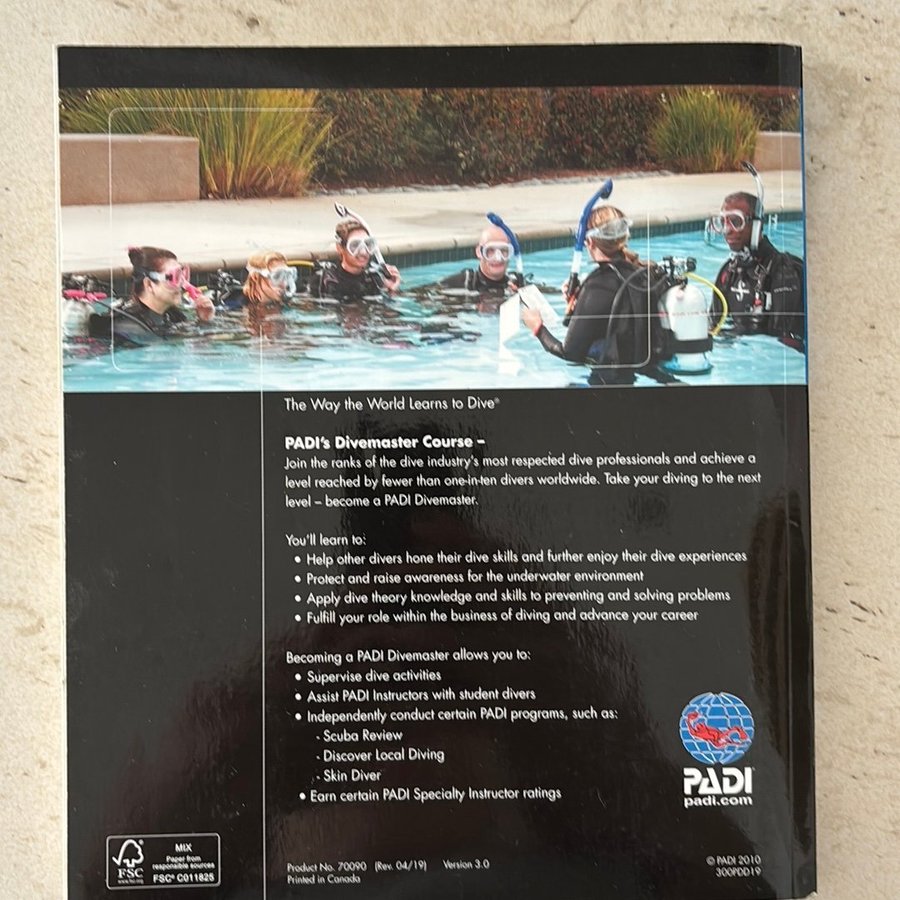 The Way the World Learns to Dive®
PADI's Divemaster Course –
Join the ranks of the dive industry's most respected dive professionals and achieve a
level reached by fewer than one-in-ten divers worldwide. Take your diving to the next
level – become a PADI Divemaster.
You'll learn to:
• Help other divers hone their dive skills and further enjoy their dive experiences
• Protect and raise awareness for the underwater environment
• Apply dive theory knowledge and skills to preventing and solving problems
• Fulfill your role within the business of diving and advance your career
Becoming a PADI Divemaster allows you to:
• Supervise dive activities
• Assist PADI Instructors with student divers
• Independently conduct certain PADI programs, such as:
- Scuba Review
- Discover Local Diving
- Skin Diver
• Earn certain PADI Specialty Instructor ratings
PADI
padi.com
FSC
www.fsc.org
MIX
Paper from
responsible sources
FSC® C011825
Product No. 70090 (Rev. 04/19) Version 3.0
Printed in Canada
© PADI 2010
300PDD19